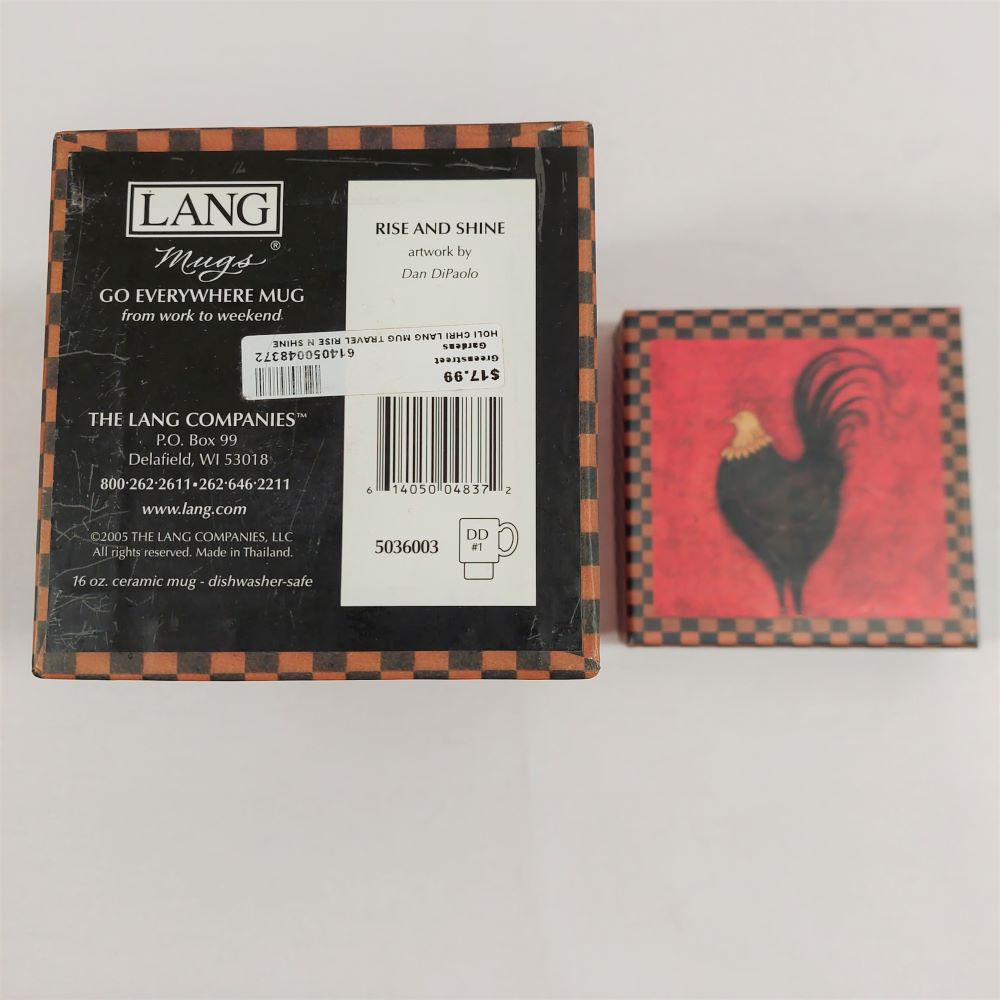 LANG
Mugs®
GO EVERYWHERE MUG
from work to weekend
THE LANG COMPANIES™
P.O. Box 99
Delafield, WI 53018
800•262•2611•262•646•2211
www.lang.com
©2005 THE LANG COMPANIES, LLC
All rights reserved. Made in Thailand.
16 oz. ceramic mug - dishwasher-safe
RISE AND SHINE
artwork by
Dan DiPaolo
$17.99
Greenstreet
Gardens
614050048372
HOLI CHRI LANG MUG TRAVEL RISE N SHINE
6 14050 04837 2
5036003
DD
#1